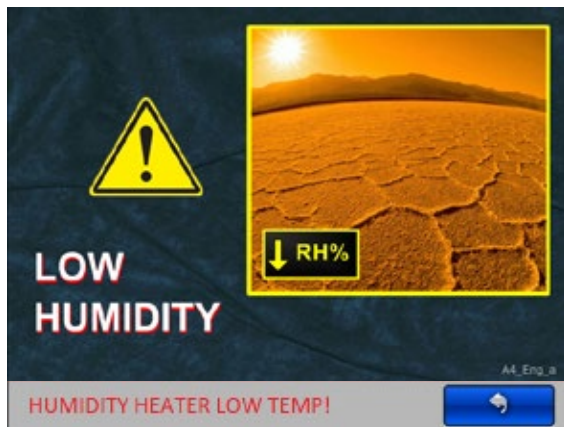 LOW
HUMIDITY
↓ RH%
A4_Eng_a
HUMIDITY HEATER LOW TEMP!